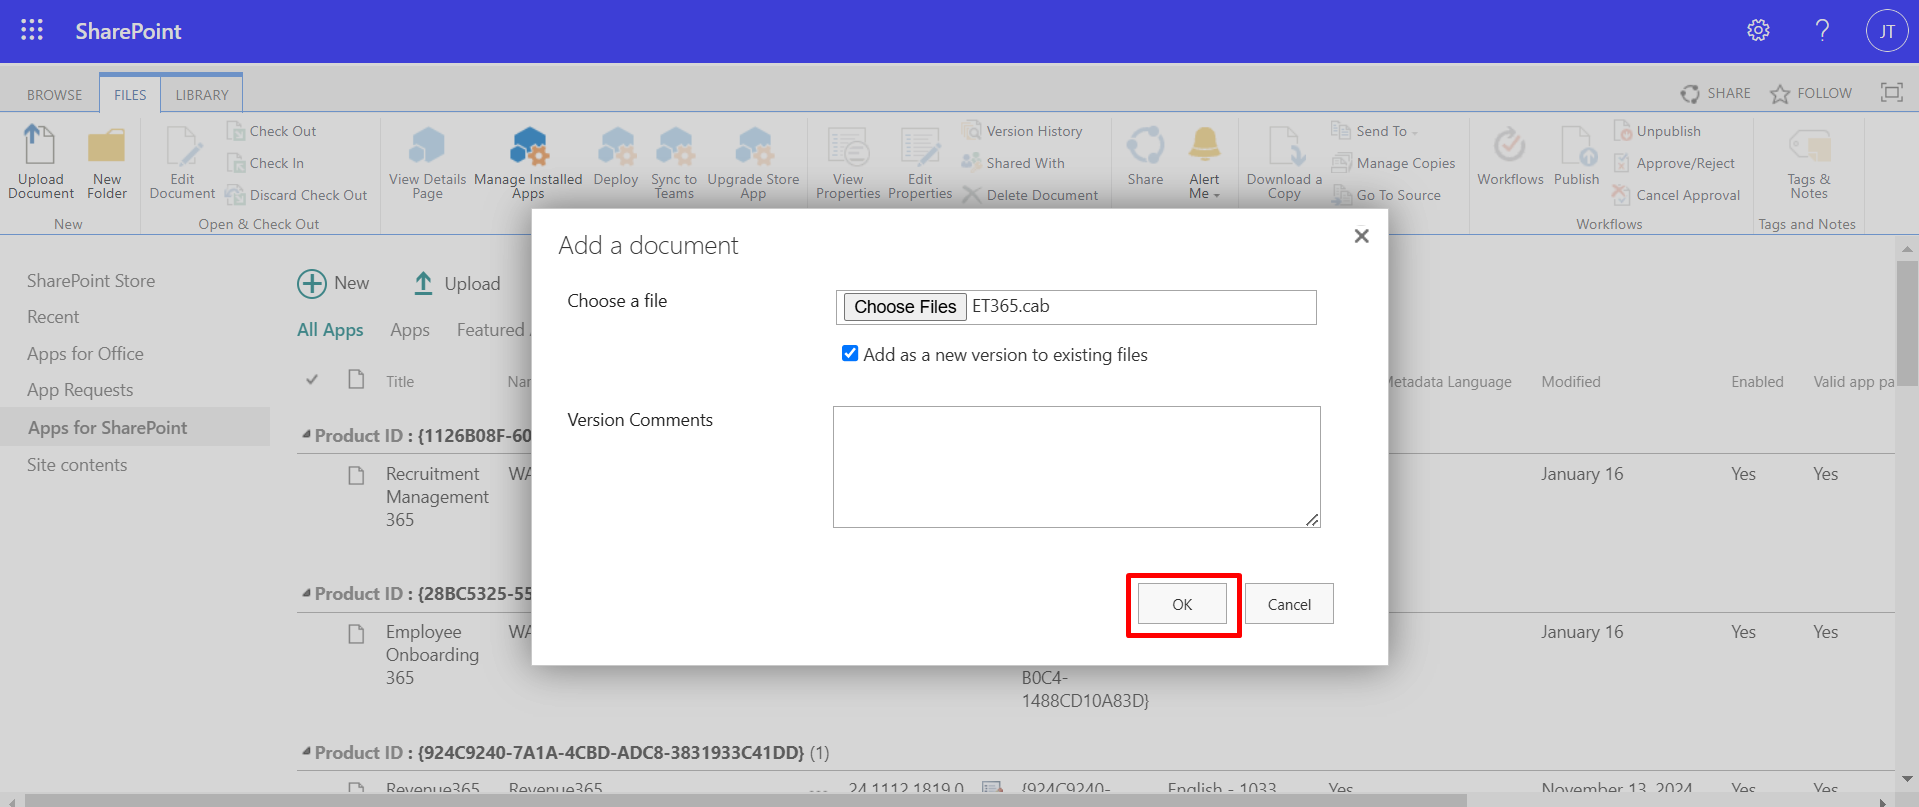 SharePoint
JT
BROWSE FILES LIBRARY SHARE FOLLOW
Upload Document
New Folder
New
Edit Document
Check Out
Check In
Discard Check Out
Open & Check Out
View Details Page
Manage Installed Apps
Deploy
Sync to Teams
Upgrade Store App
View Properties
Edit Properties
Version History
Shared With
Delete Document
Share
Alert Me
Download a Copy
Send To
Manage Copies
Go To Source
Workflows
Publish
Unpublish
Approve/Reject
Cancel Approval
Workflows
Tags & Notes
Tags and Notes
SharePoint Store
Recent
Apps for Office
App Requests
Apps for SharePoint
Site contents
New Upload
All Apps Apps Featured
Title Metadata Language Modified Enabled Valid app pa
Product ID : {1126B08F-60
Recruitment Management 365 January 16 Yes Yes
Product ID : {28BC5325-55
Employee Onboarding 365 January 16 Yes Yes
B0C4-
1488CD10A83D}
Product ID : {924C9240-7A1A-4CBD-ADC8-3831933C41DD} (1)
Revenue365 Revenue365 24.1112.1819.0 {924C9240- English - 1033 Yes November 13, 2024 Yes Yes
Add a document
Choose a file
Choose Files ET365.cab
Add as a new version to existing files
Version Comments
OK Cancel